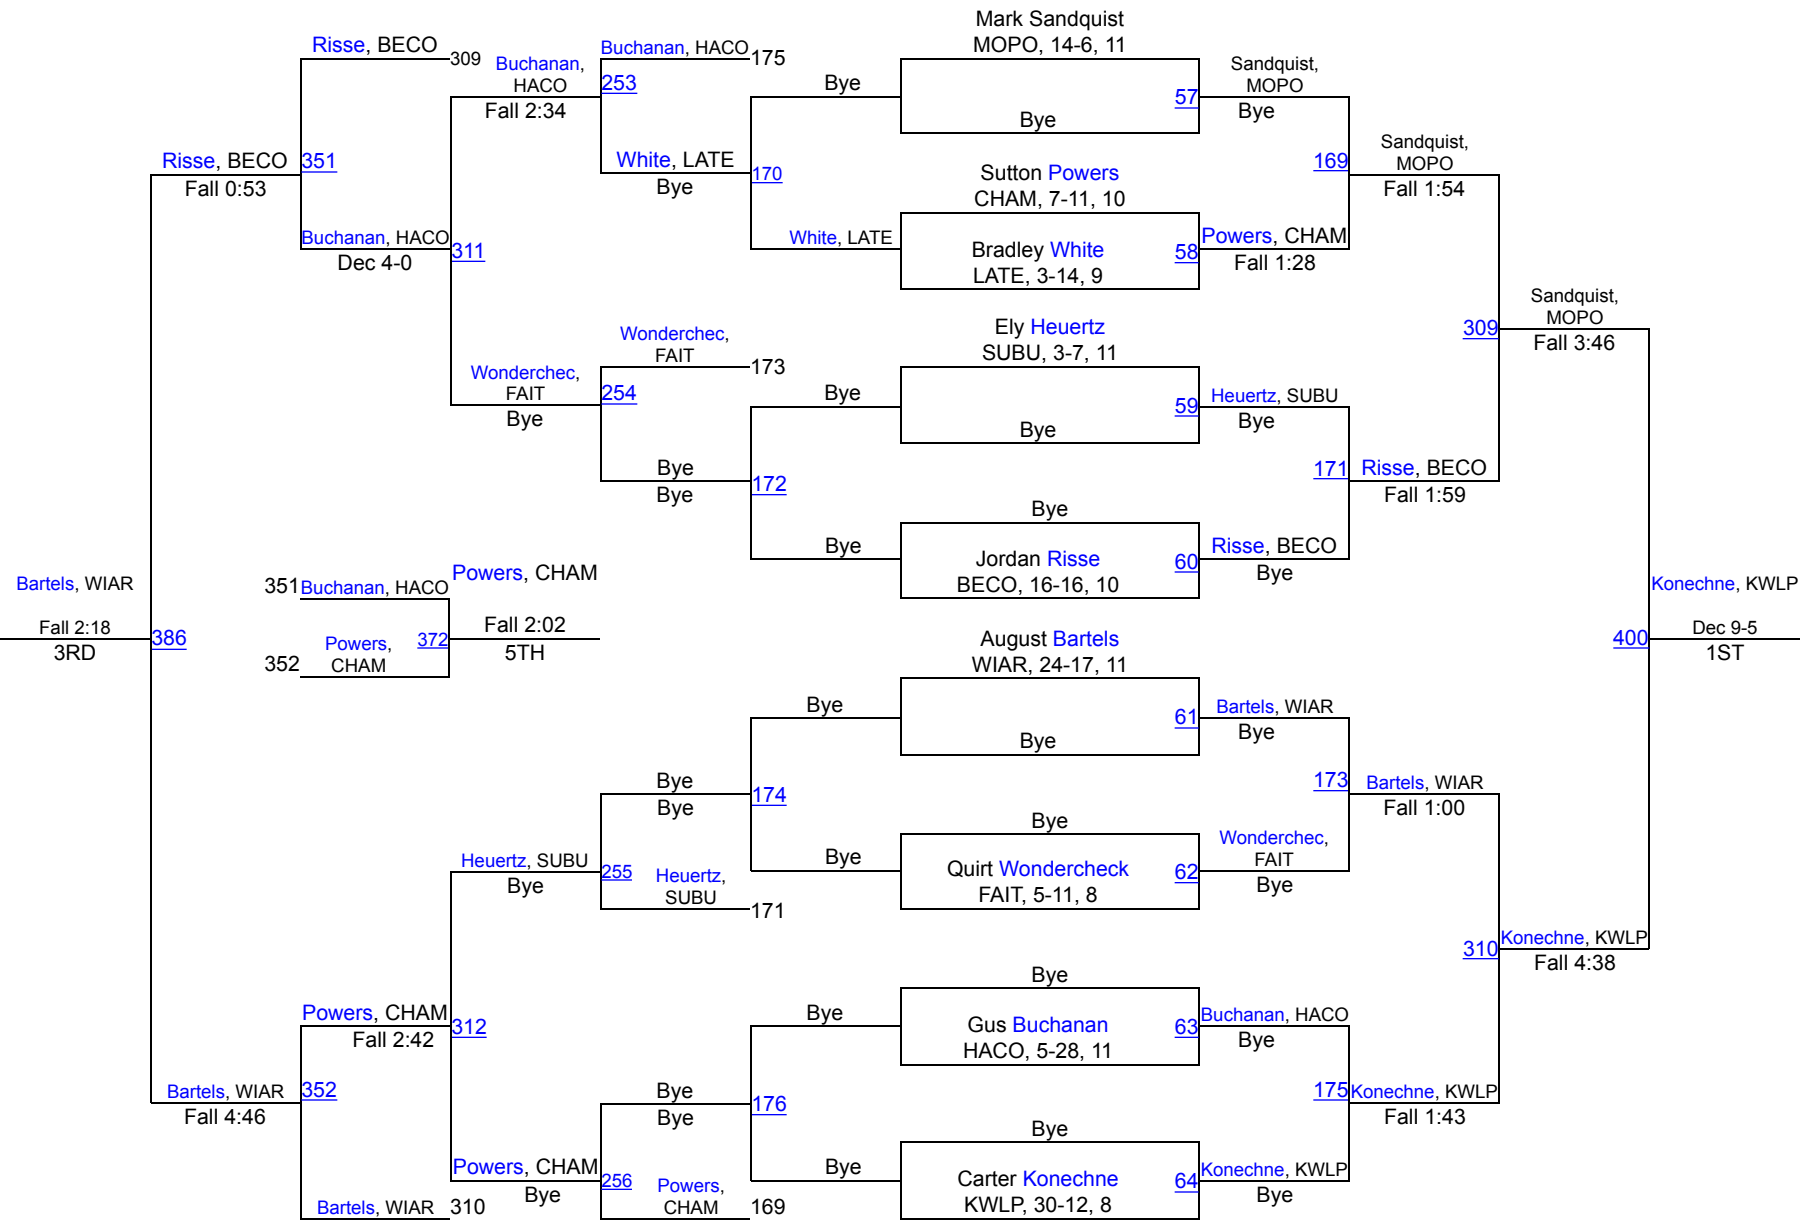 Mark Sandquist
MOPO, 14-6, 11
Risse, BECO
309
Buchanan,
HACO
Fall 2:34
Buchanan, HACO
175
253
Bye
57
Bye
Sandquist,
MOPO
Bye
Risse, BECO
Fall 0:53
351
White, LATE
Bye
170
Sutton Powers
CHAM, 7-11, 10
169
Sandquist,
MOPO
Fall 1:54
Buchanan, HACO
Dec 4-0
311
White, LATE
Bradley White
LATE, 3-14, 9
58
Powers, CHAM
Fall 1:28
Ely Heuertz
SUBU, 3-7, 11
309
Sandquist,
MOPO
Fall 3:46
Wonderchec,
FAIT
173
Wonderchec,
FAIT
Bye
254
Bye
59
Bye
Heuertz, SUBU
Bye
Bye
Bye
172
171
Risse, BECO
Fall 1:59
Bye
Bye
Jordan Risse
BECO, 16-16, 10
60
Risse, BECO
Bye
Bartels, WIAR
Fall 2:18
3RD
386
351
Buchanan, HACO
352
Powers,
CHAM
372
Powers, CHAM
Fall 2:02
5TH
Konechne, KWLP
400
Dec 9-5
1ST
August Bartels
WIAR, 24-17, 11
Bye
61
Bye
Bartels, WIAR
Bye
Bye
Bye
174
173
Bartels, WIAR
Fall 1:00
Bye
Bye
Quirt Wondercheck
FAIT, 5-11, 8
62
Wonderchec,
FAIT
Bye
Heuertz, SUBU
Bye
255
Heuertz,
SUBU
171
310
Konechne, KWLP
Fall 4:38
Bye
Bye
Gus Buchanan
HACO, 5-28, 11
63
Buchanan, HACO
Bye
Powers, CHAM
Fall 2:42
312
Bartels, WIAR
Fall 4:46
352
Bye
Bye
176
175
Konechne, KWLP
Fall 1:43
Bye
Bye
Carter Konechne
KWLP, 30-12, 8
64
Konechne, KWLP
Bye
Powers, CHAM
Bye
256
Powers,
CHAM
169
Bartels, WIAR
310